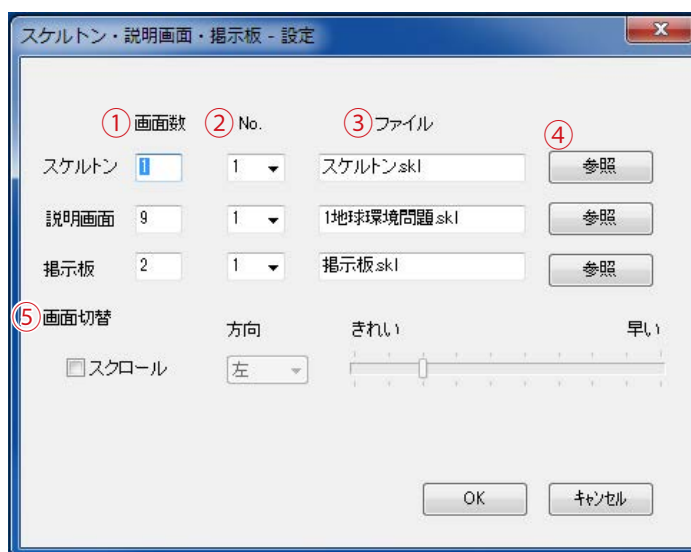 スケルトン・説明画面・掲示板 - 設定
① 画面数 ② No. ③ ファイル ④
スケルトン 1 1 スケルトン.skl 参照
説明画面 9 1 1地球環境問題.skl 参照
掲示板 2 1 掲示板.skl 参照
⑤ 画面切替
方向 きれい 早い
スクロール 左
OK キャンセル